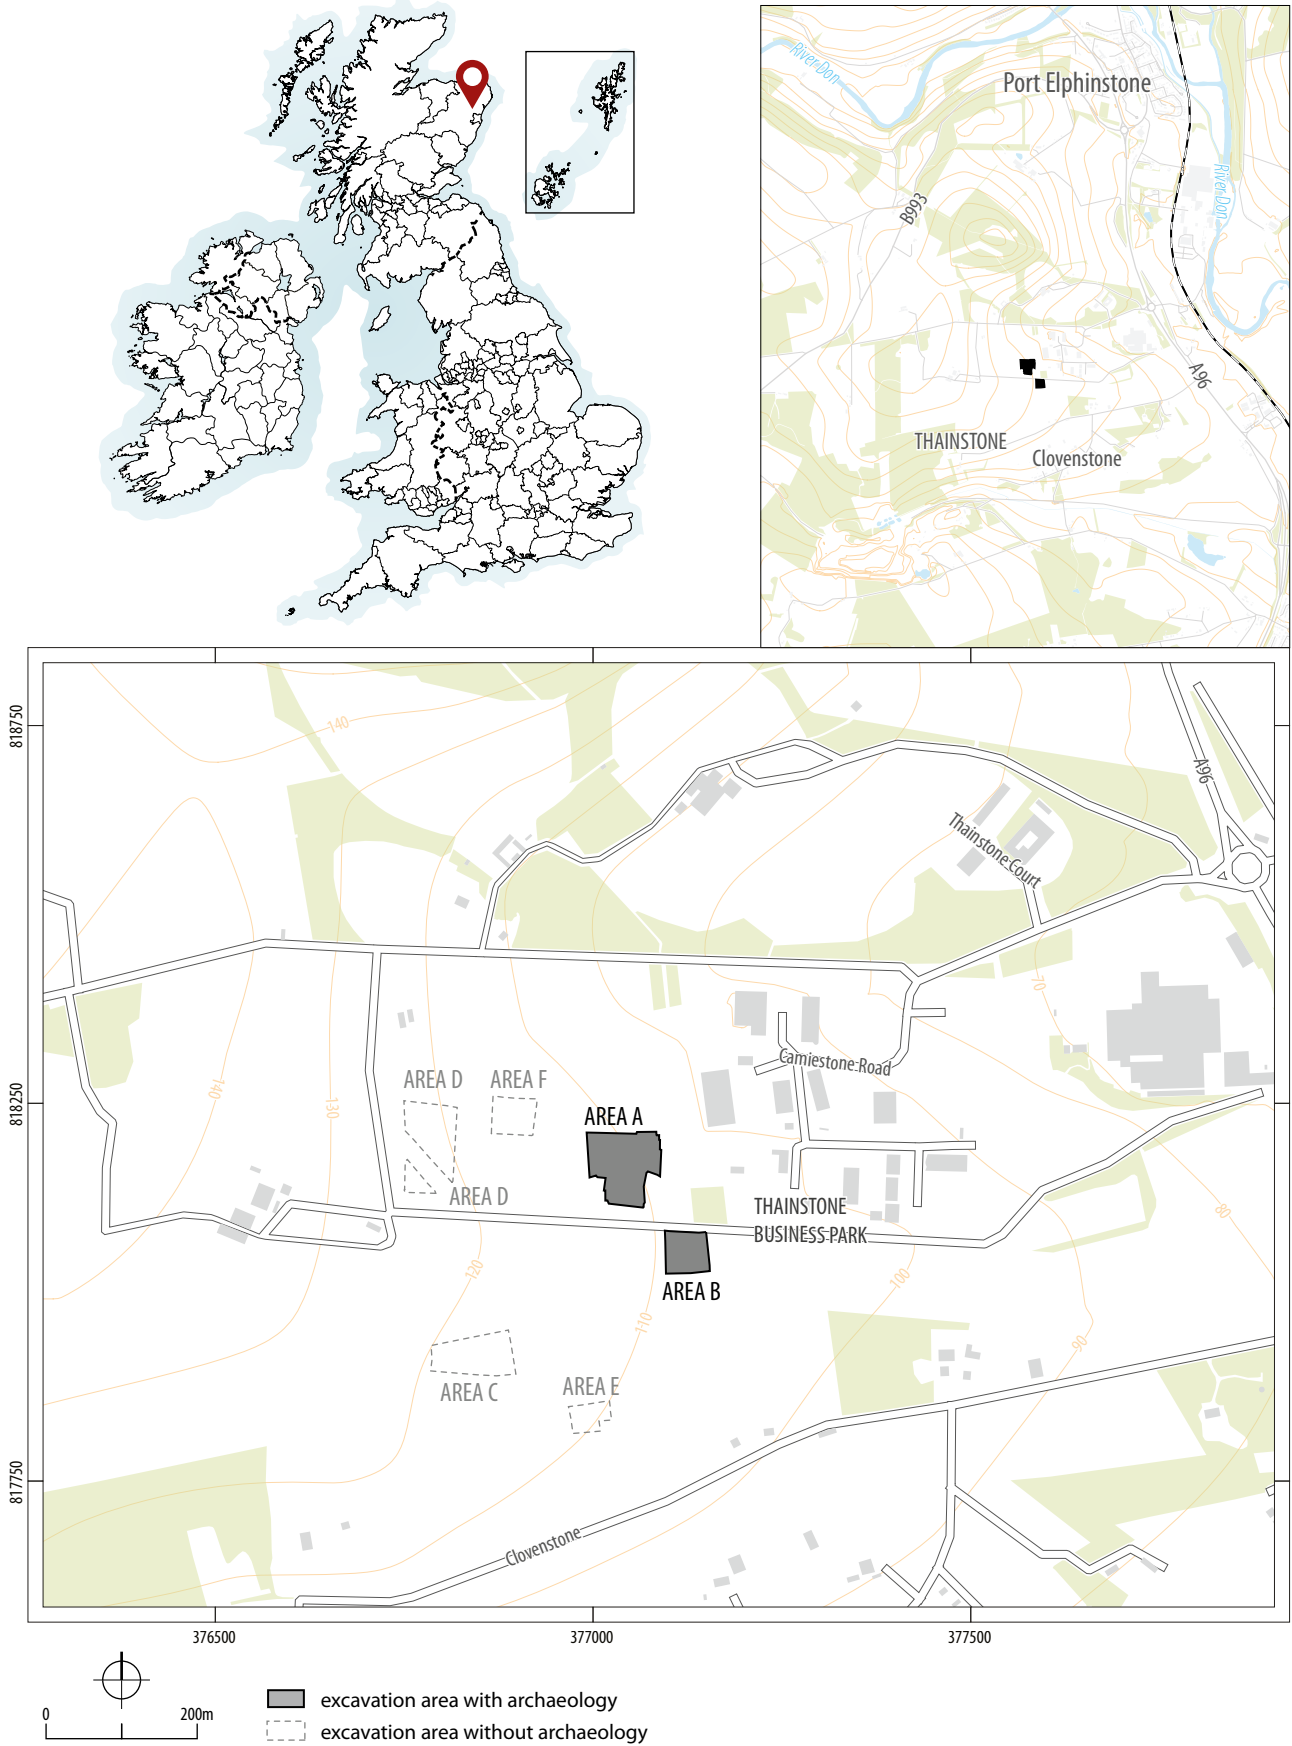 River Don
Port Elphinstone
River Don
B993
A96
THAINSTONE
Clovenstone
818750
818250
817750
140
A96
Thainstone Court
70
Camiestone Road
140
130
AREA D
AREA F
AREA A
AREA D
THAINSTONE
BUSINESS PARK
80
120
100
AREA B
110
90
AREA C
AREA E
Clovenstone
376500
377000
377500
0
200m
excavation area with archaeology
excavation area without archaeology